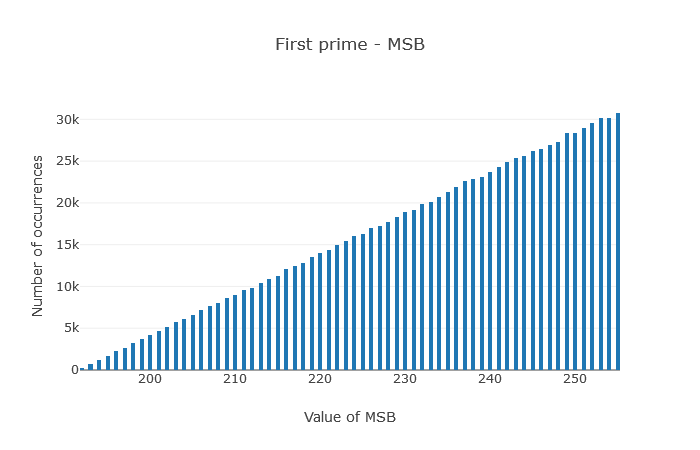 First prime - MSB
Number of occurrences
30k
25k
20k
15k
10k
5k
0
200 210 220 230 240 250
Value of MSB